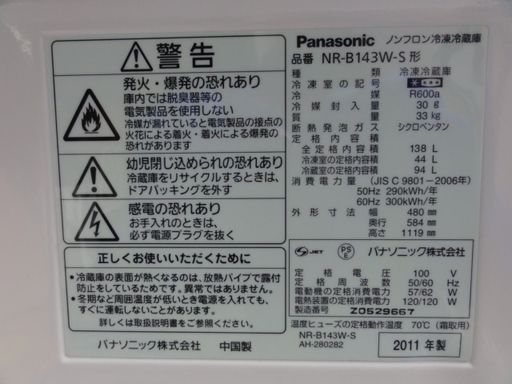 警告
発火・爆発の恐れあり
庫内では脱臭器等の
電気製品を使用しない
冷媒が漏れていると電気製品の接点の
火花による着火・着火による爆発の
恐れがあります
幼児閉じ込められの恐れあり
冷蔵庫をリサイクルするときは、
ドアパッキングを外す
感電の恐れあり
お手入れのときは、
必ず電源プラグを抜く
正しくお使いいただくために
•冷蔵庫の表面が熱くなるのは、放熱パイプで露付
防止をしているためです。異常ではありません。
•冬期など周囲温度が低いとき電源を入れても、
すぐに運転しないことがあります。
詳しくは取扱説明書をご参照ください。
パナソニック株式会社 中国製
Panasonic ノンフロン冷凍冷蔵庫
品番 NR-B143W-S形
種類 冷凍冷蔵庫
冷凍室の記号
冷媒 R600a
冷媒封入量 30 g
質量 33 kg
断熱発泡ガス シクロペンタン
定格内容積
全定格内容積 138 L
冷凍室の定格内容積 44 L
冷蔵室の定格内容積 94 L
消費電力量 (JIS C 9801-2006年)
50Hz 290kWh/年
60Hz 300kWh/年
外形寸法 幅 480 mm
奥行 584 mm
高さ 1119 mm
S-JET PS E パナソニック株式会社
定格電圧 100 V
定格周波数 50/60 Hz
電動機の定格消費電力 57/62 W
電熱装置の定格消費電力 120/120 W
製造番号 Z0529667
温度ヒューズの定格動作温度 70℃ (霜取用)
NR-B143W-S
AH-280282
2011年製